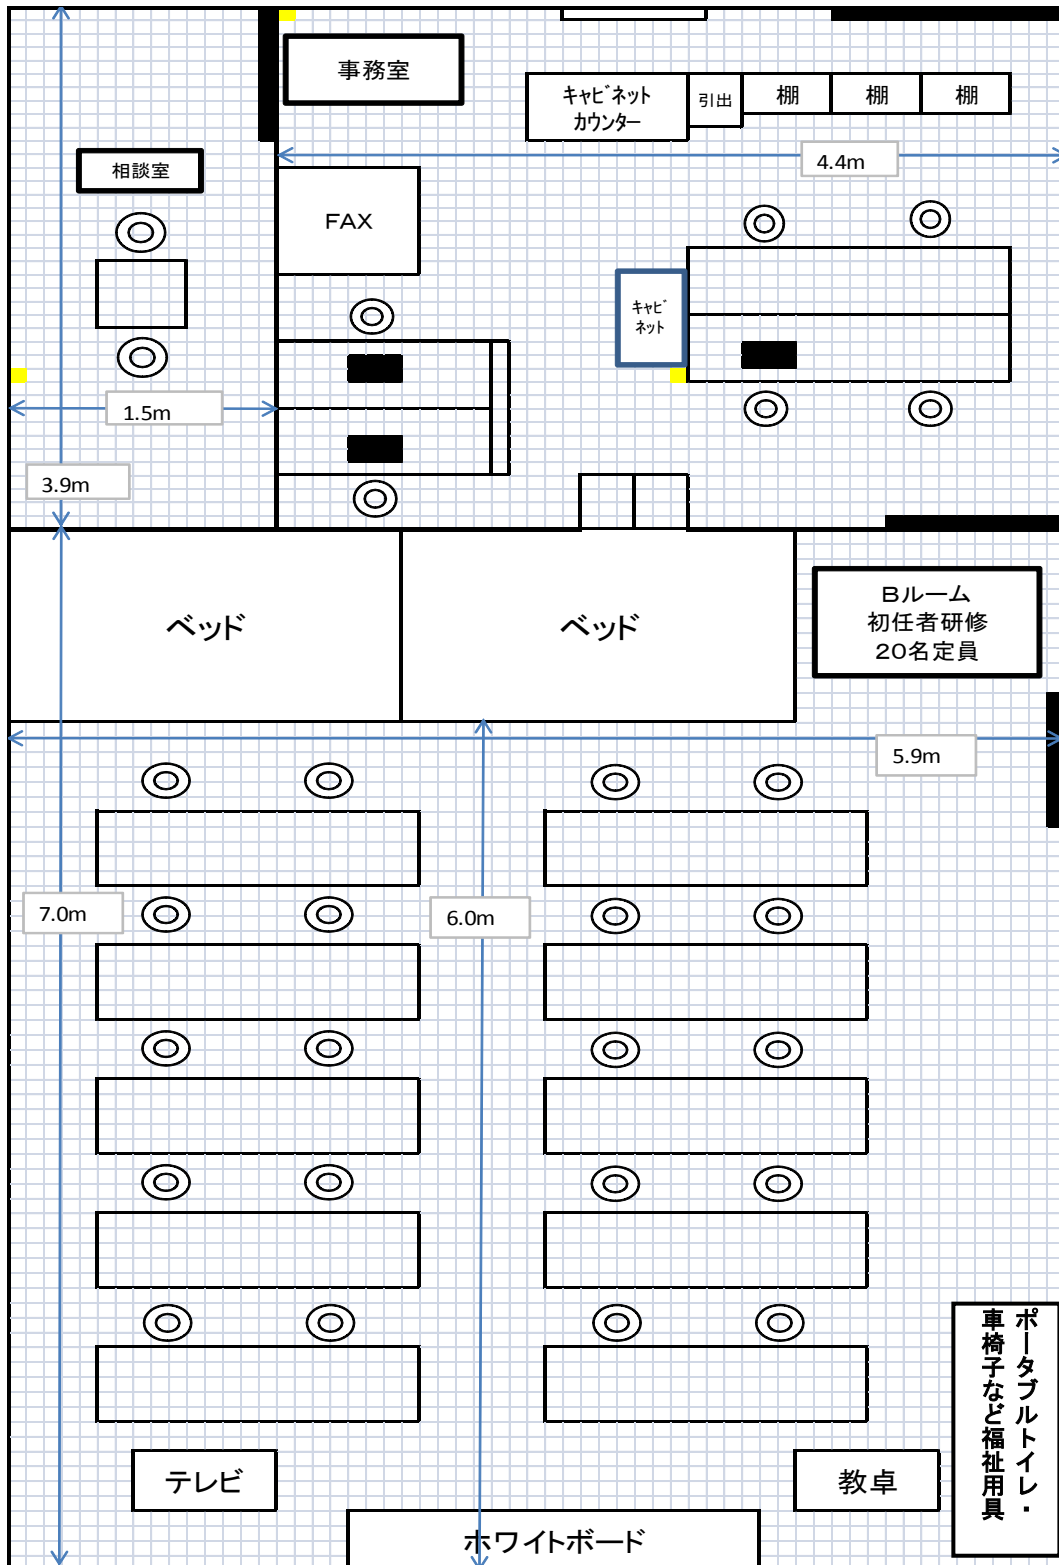 事務室
キャビネット
カウンター
引出
棚
棚
棚
4.4m
相談室
FAX
キャビ
ネット
1.5m
3.9m
ベッド
ベッド
Bルーム
初任者研修
20名定員
5.9m
7.0m
6.0m
ポータブルトイレ・
車椅子など福祉用具
テレビ
教卓
ホワイトボード